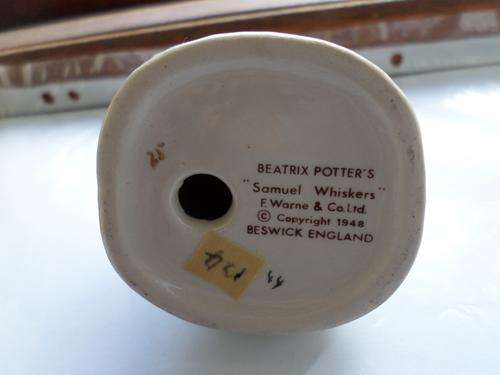 BEATRIX POTTER'S
"Samuel Whiskers"
F. Warne & Co. Ltd.
© Copyright 1948
BESWICK ENGLAND